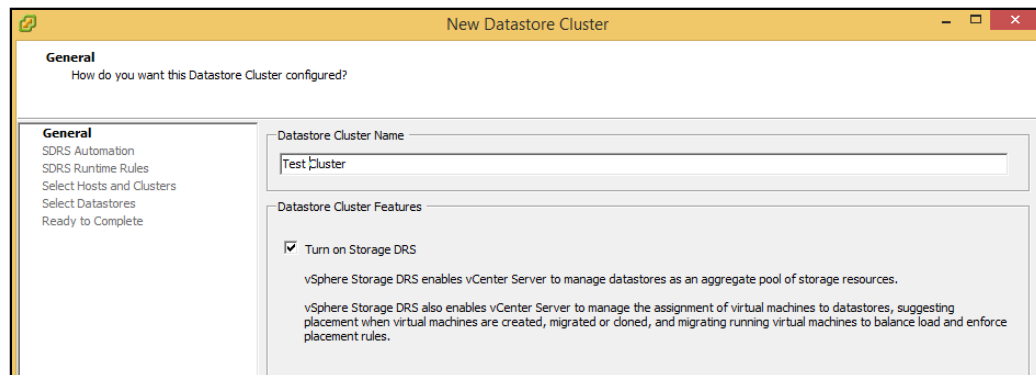 New Datastore Cluster
General
How do you want this Datastore Cluster configured?
General
SDRS Automation
SDRS Runtime Rules
Select Hosts and Clusters
Select Datastores
Ready to Complete
Datastore Cluster Name
Test Cluster
Datastore Cluster Features
Turn on Storage DRS
vSphere Storage DRS enables vCenter Server to manage datastores as an aggregate pool of storage resources.
vSphere Storage DRS also enables vCenter Server to manage the assignment of virtual machines to datastores, suggesting
placement when virtual machines are created, migrated or cloned, and migrating running virtual machines to balance load and enforce
placement rules.